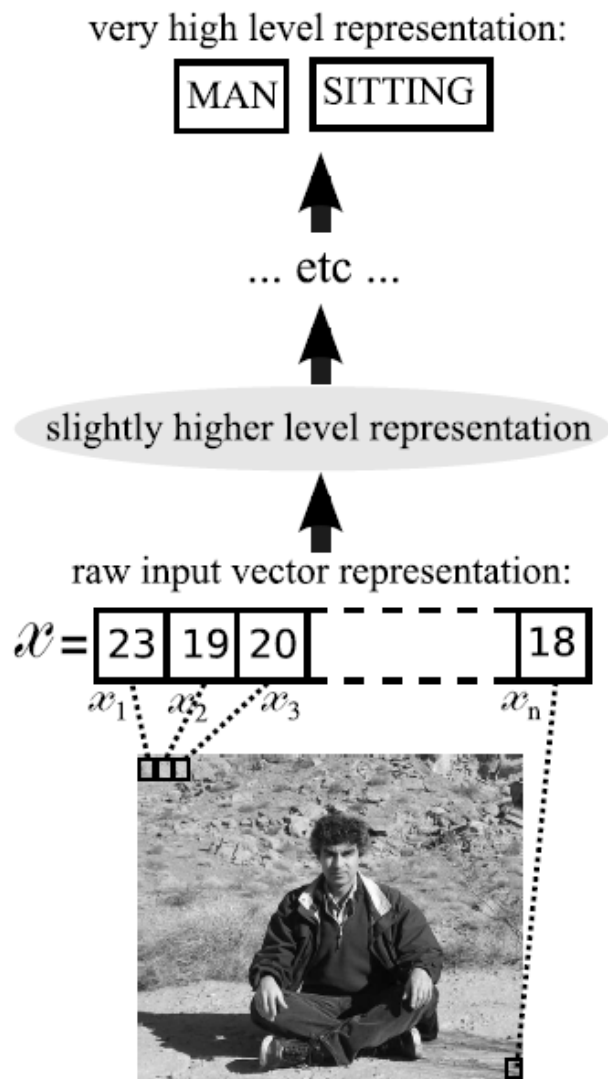 very high level representation:
MAN SITTING
... etc ...
slightly higher level representation
raw input vector representation:
x = 23 19 20 18
x₁ x₂ x₃ xₙ